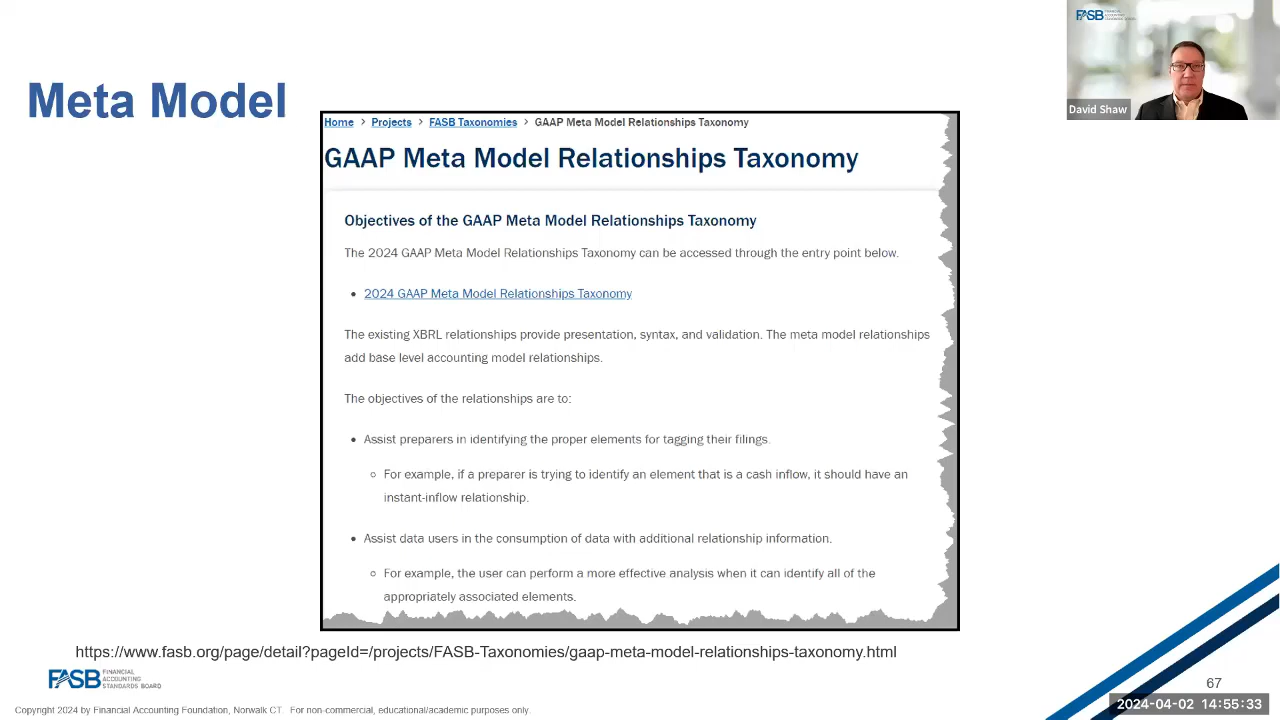 Meta Model
Home > Projects > FASB Taxonomies > GAAP Meta Model Relationships Taxonomy
GAAP Meta Model Relationships Taxonomy
Objectives of the GAAP Meta Model Relationships Taxonomy
The 2024 GAAP Meta Model Relationships Taxonomy can be accessed through the entry point below.
• 2024 GAAP Meta Model Relationships Taxonomy
The existing XBRL relationships provide presentation, syntax, and validation. The meta model relationships
add base level accounting model relationships.
The objectives of the relationships are to:
• Assist preparers in identifying the proper elements for tagging their filings.
○ For example, if a preparer is trying to identify an element that is a cash inflow, it should have an
instant-inflow relationship.
• Assist data users in the consumption of data with additional relationship information.
○ For example, the user can perform a more effective analysis when it can identify all of the
appropriately associated elements.
https://www.fasb.org/page/detail?pageId=/projects/FASB-Taxonomies/gaap-meta-model-relationships-taxonomy.html
FASB
FINANCIAL
ACCOUNTING
STANDARDS BOARD
Copyright 2024 by Financial Accounting Foundation, Norwalk CT. For non-commercial, educational/academic purposes only.
67
2024-04-02 14:55:33
FASB
David Shaw